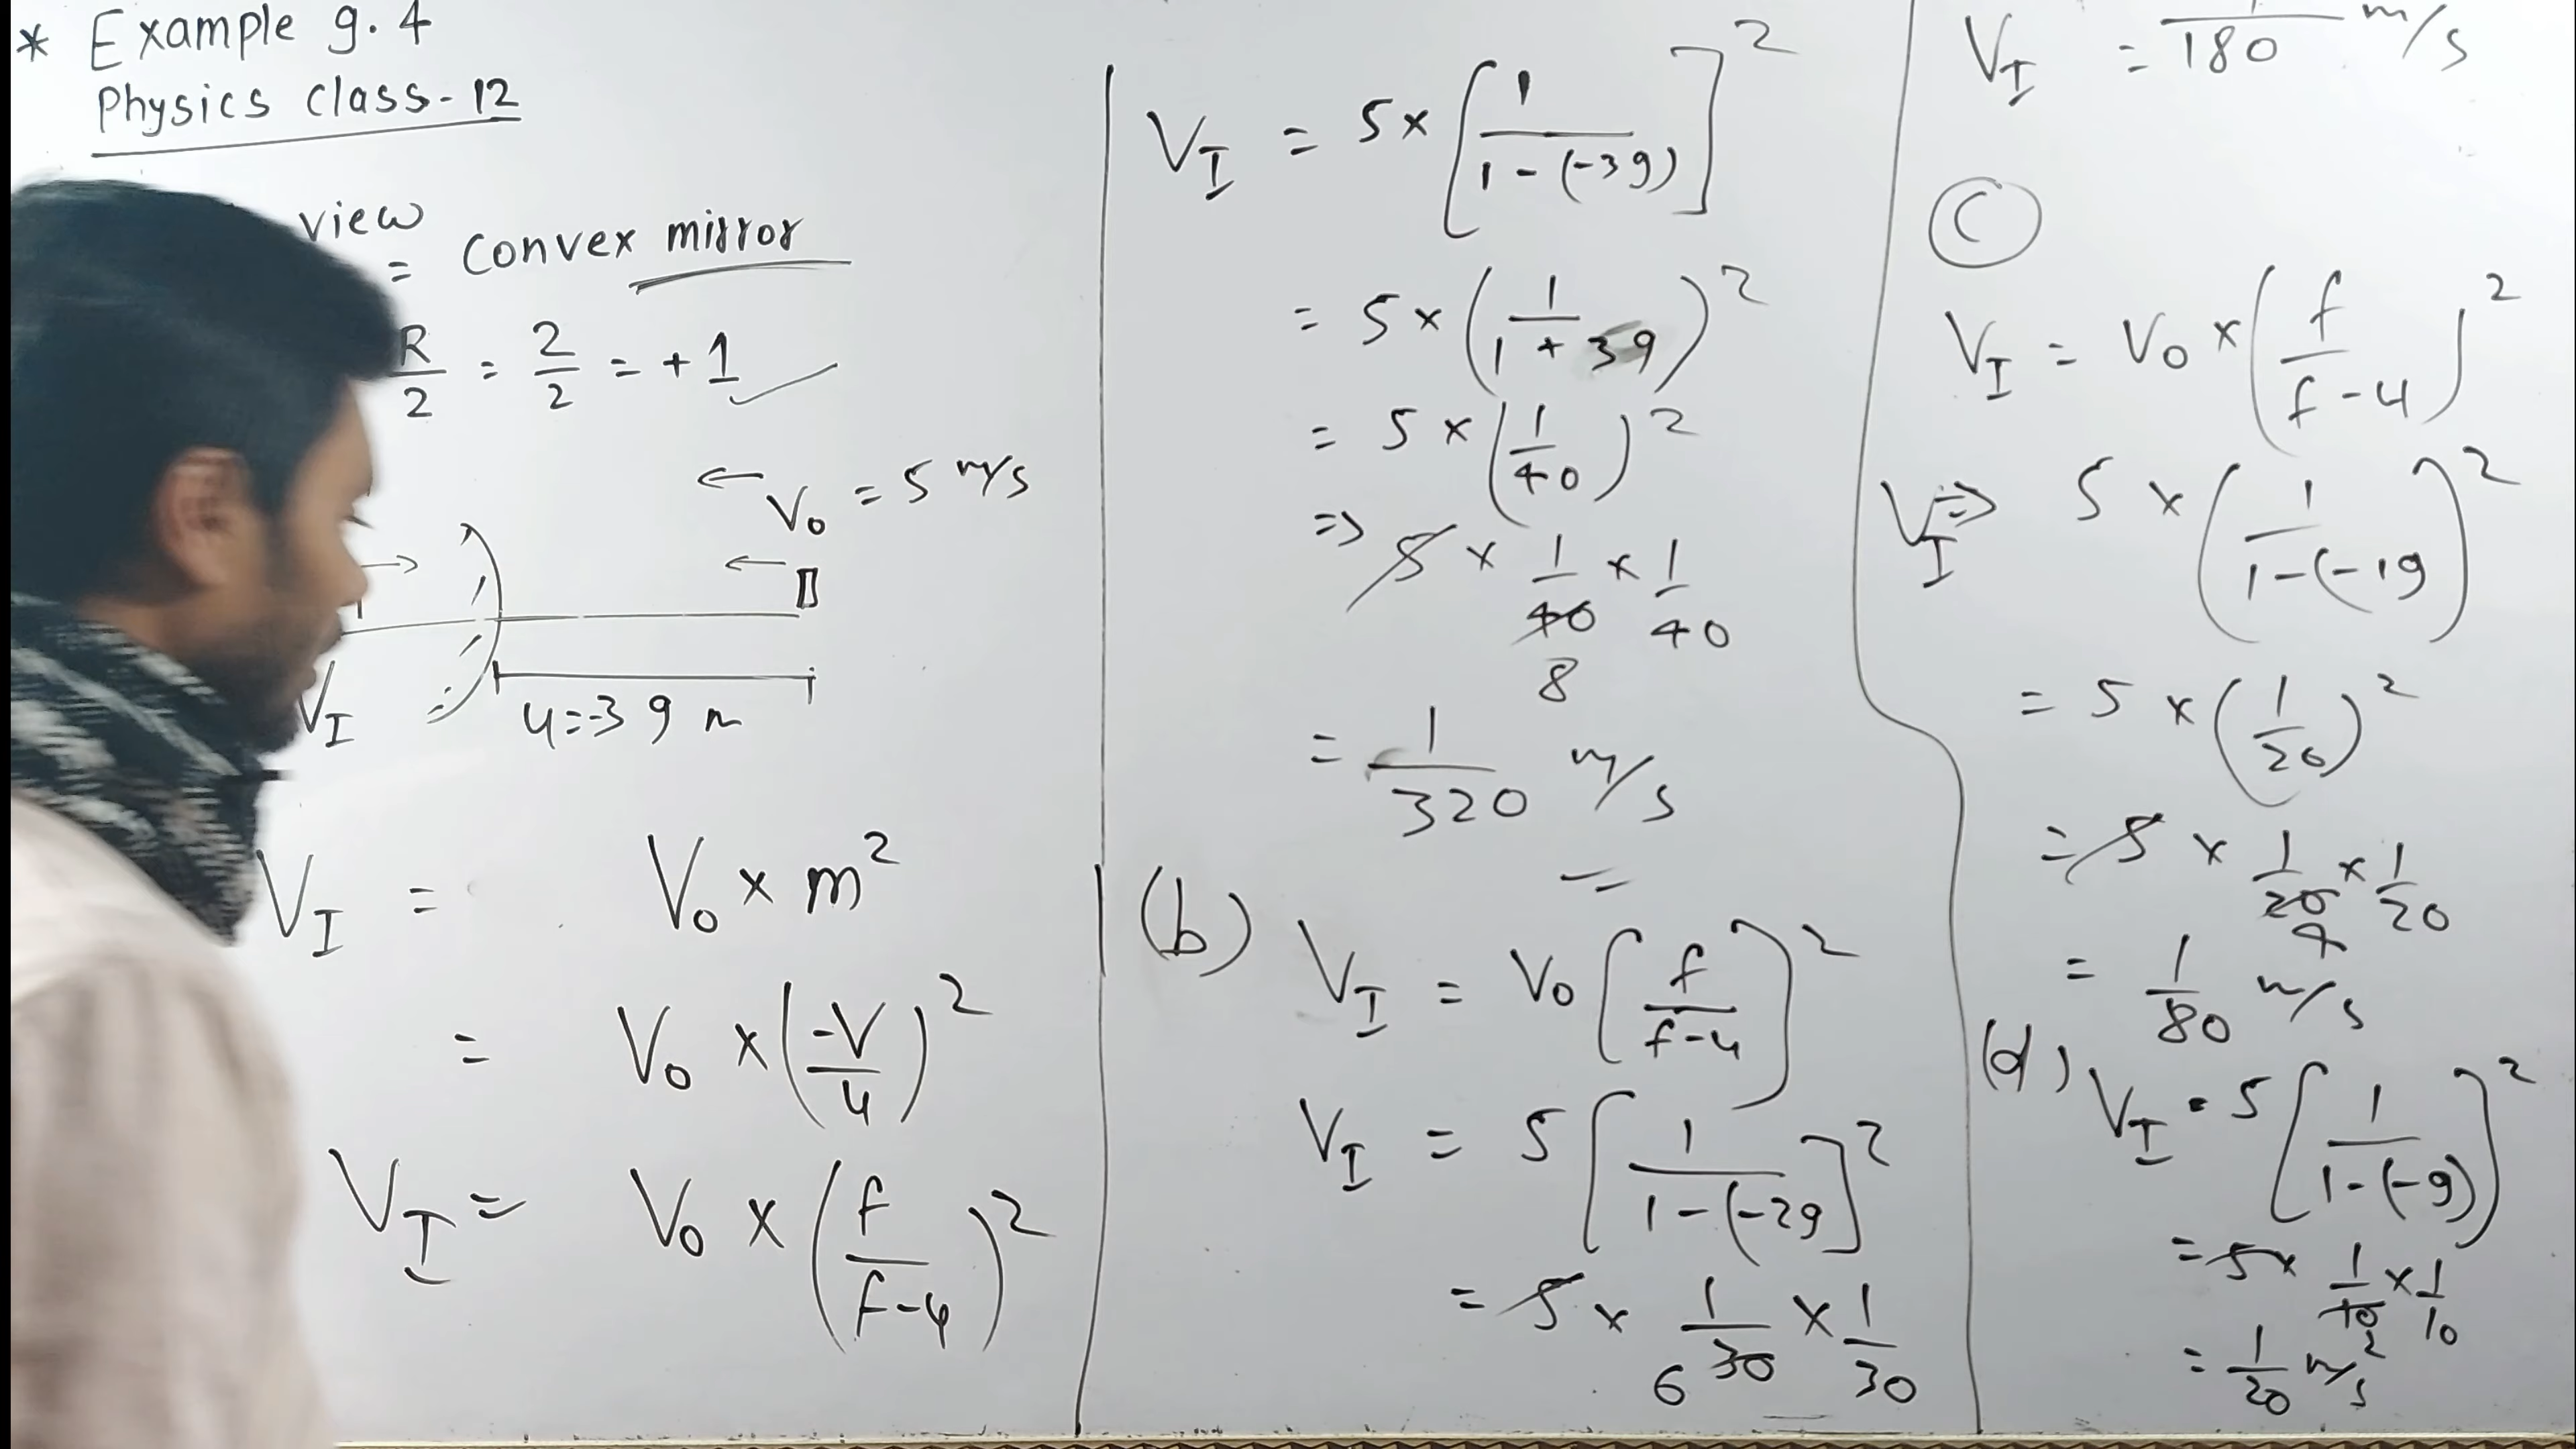 * Example 9.4
Physics class-12
view
= Convex mirror
R/2 = 2/2 = +1 ✓
← V₀ = 5 m/s
→ ←
V_I
u=-39 m
V_I = V₀ × m²
= V₀ × (-V/u)²
V_I = V₀ × (f/(f-u))²
V_I = 5 × [1/(1-(-39))]²
= 5 × (1/(1+39))²
= 5 × (1/40)²
=> 5 × 1/40 × 1/40
8
= 1/320 m/s
(b)
V_I = V₀ [f/(f-u)]²
V_I = 5 [1/(1-(-29)]²
= 5 × 1/30 × 1/30
6
V_I = 1/180 m/s
(C)
V_I = V₀ × (f/(f-u))²
V_I => 5 × (1/(1-(-19))²
= 5 × (1/20)²
= 5 × 1/20 × 1/20
4
= 1/80 m/s
(d) V_I = 5 [1/(1-(-9))]²
= 5 × 1/10 × 1/10
2
= 1/20 m/s